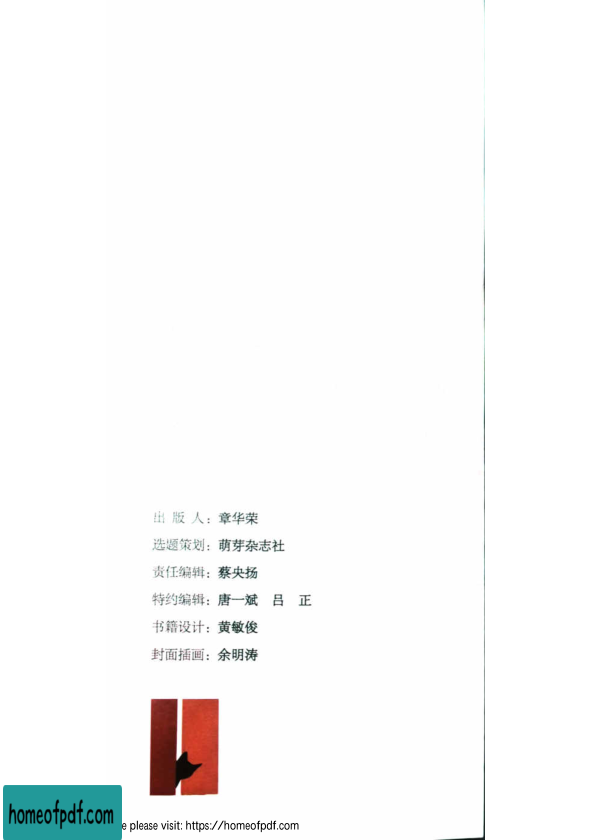 出 版 人：章华荣
选题策划：萌芽杂志社
责任编辑：蔡央扬
特约编辑：唐一斌 吕 正
书籍设计：黄敏俊
封面插画：余明涛
homeofpdf.com
e please visit: https://homeofpdf.com